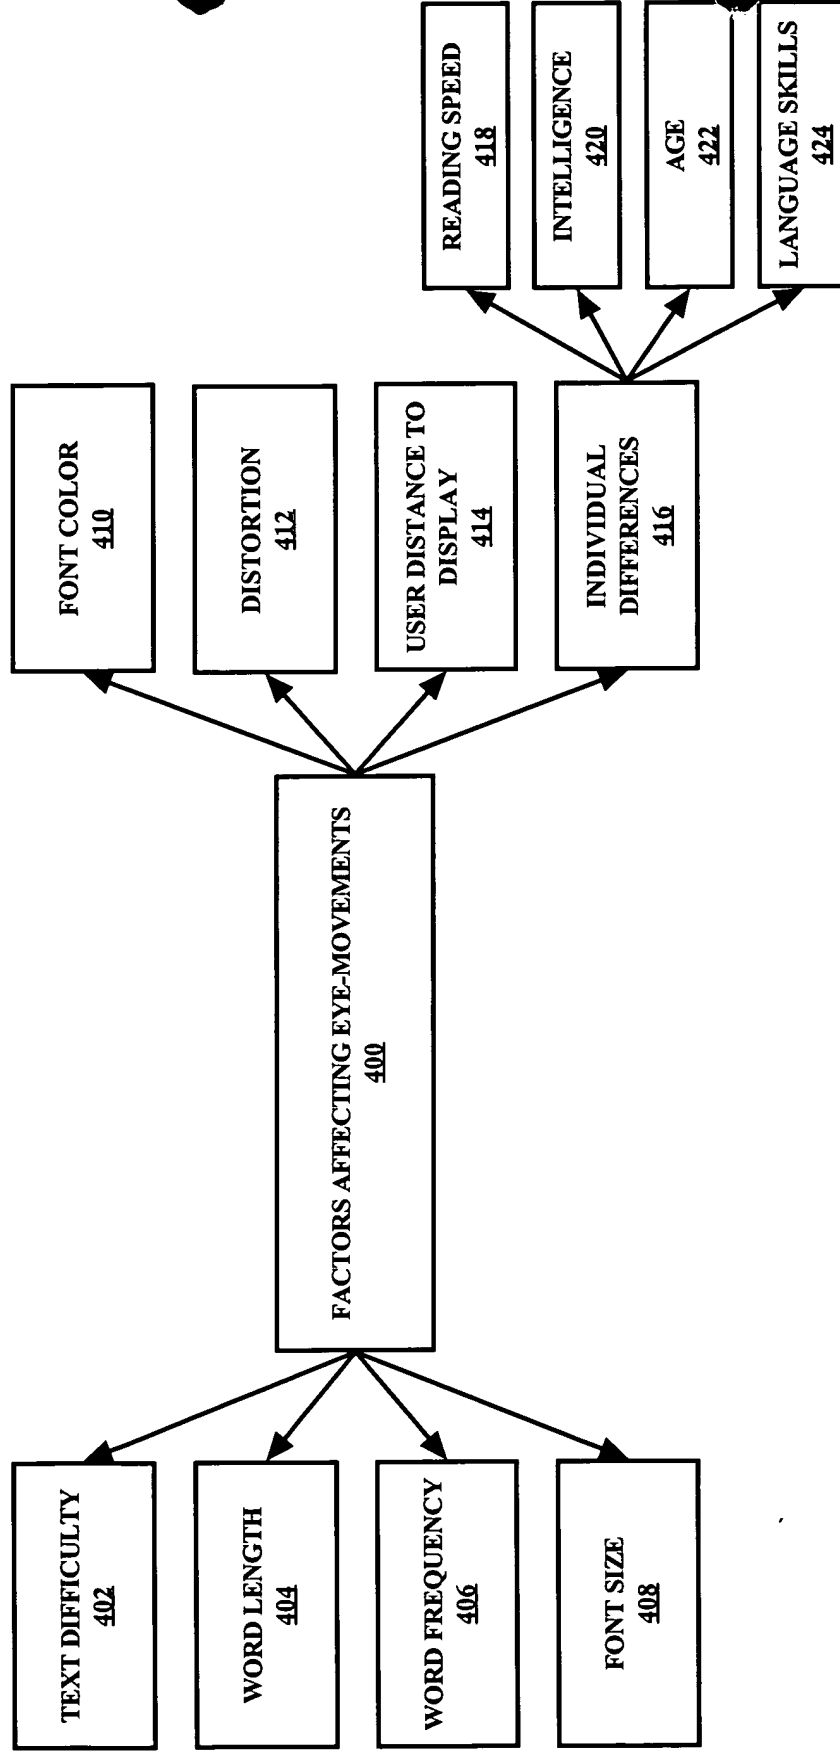 TEXT DIFFICULTY
402
WORD LENGTH
404
WORD FREQUENCY
406
FONT SIZE
408
FACTORS AFFECTING EYE-MOVEMENTS
400
FONT COLOR
410
DISTORTION
412
USER DISTANCE TO
DISPLAY
414
INDIVIDUAL
DIFFERENCES
416
READING SPEED
418
INTELLIGENCE
420
AGE
422
LANGUAGE SKILLS
424